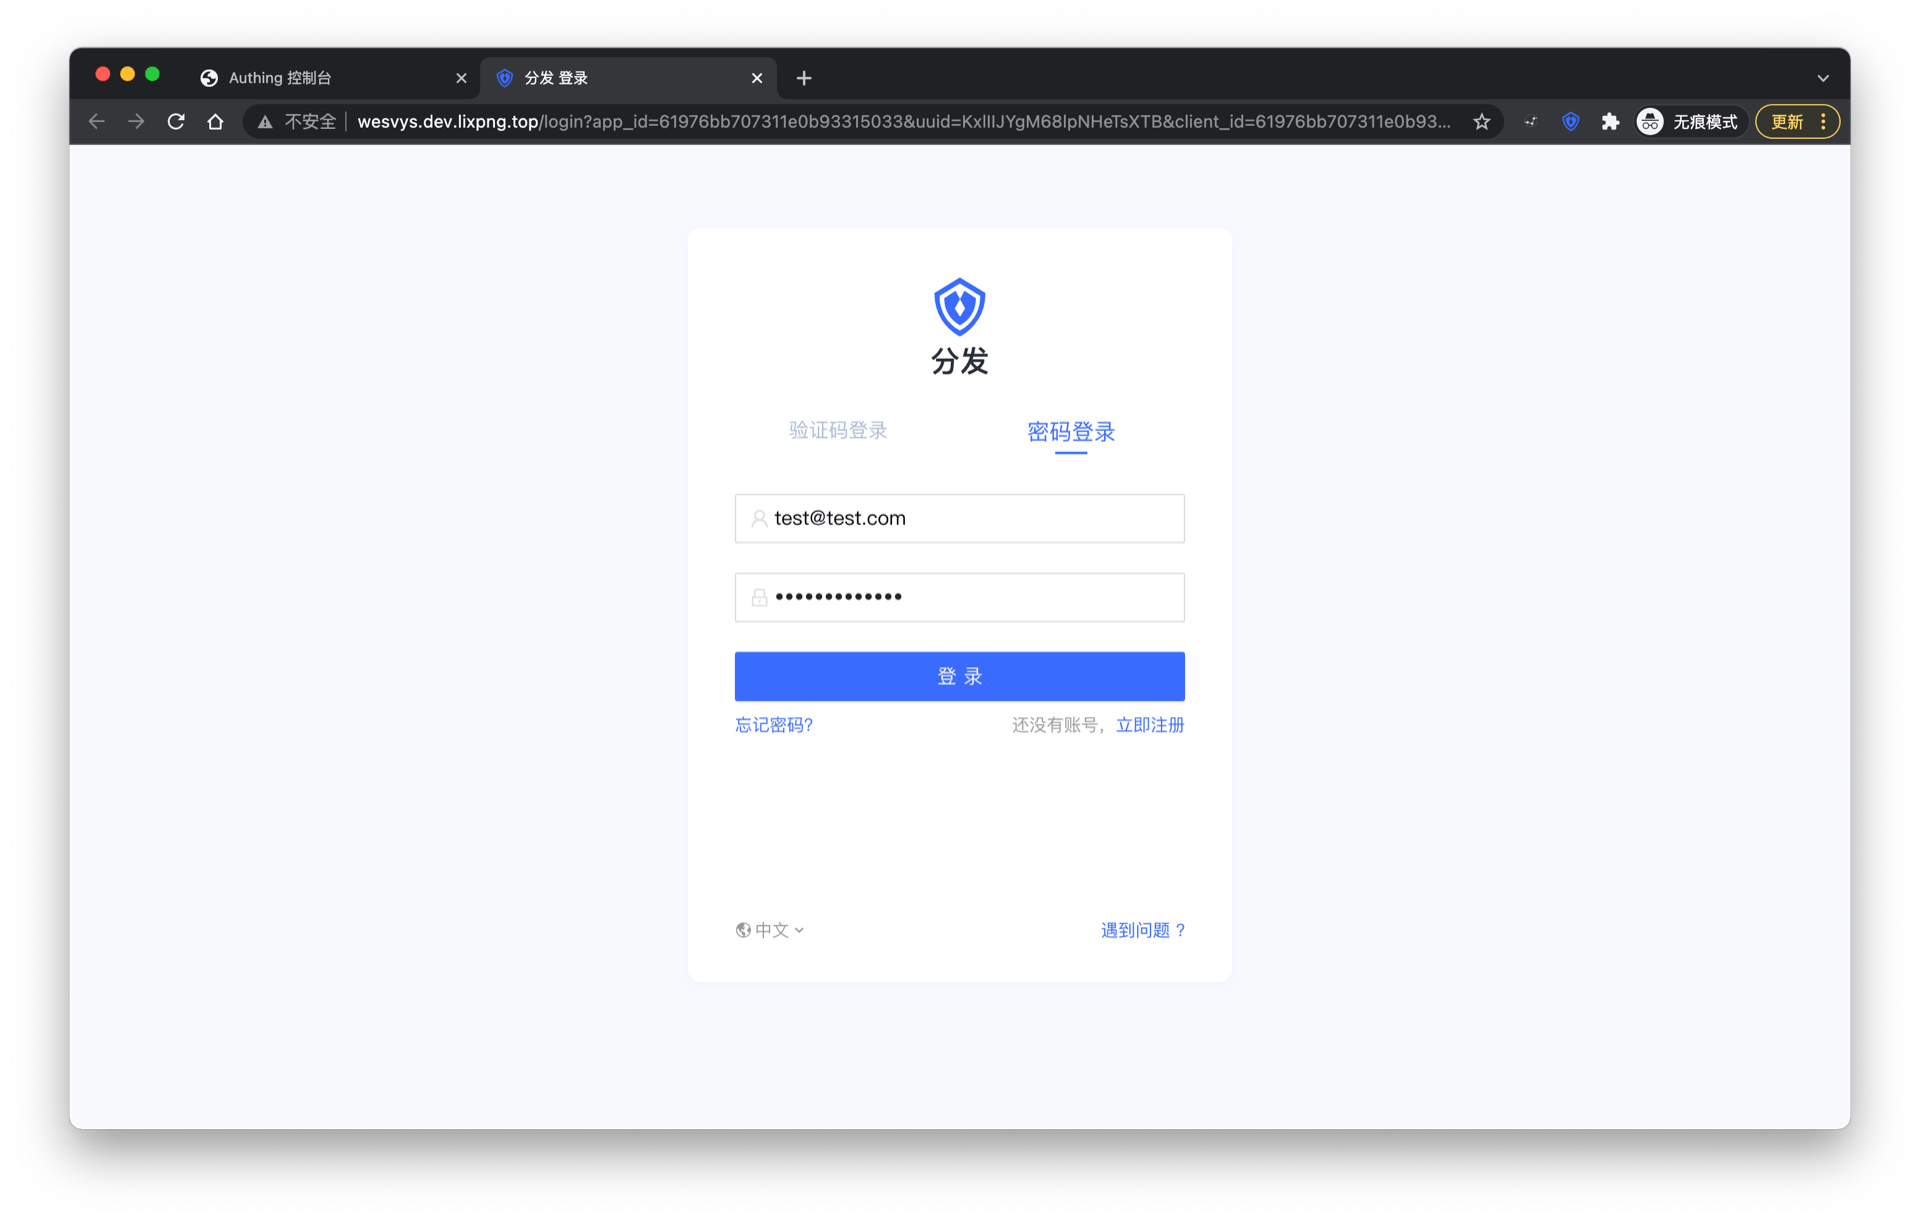 Authing 控制台
分发 登录
不安全 wesvys.dev.lixpng.top/login?app_id=61976bb707311e0b93315033&uuid=KxlIIJYgM68lpNHeTsXTB&client_id=61976bb707311e0b93...
无痕模式
更新
分发
验证码登录 密码登录
test@test.com
登 录
忘记密码? 还没有账号，立即注册
中文 遇到问题 ?